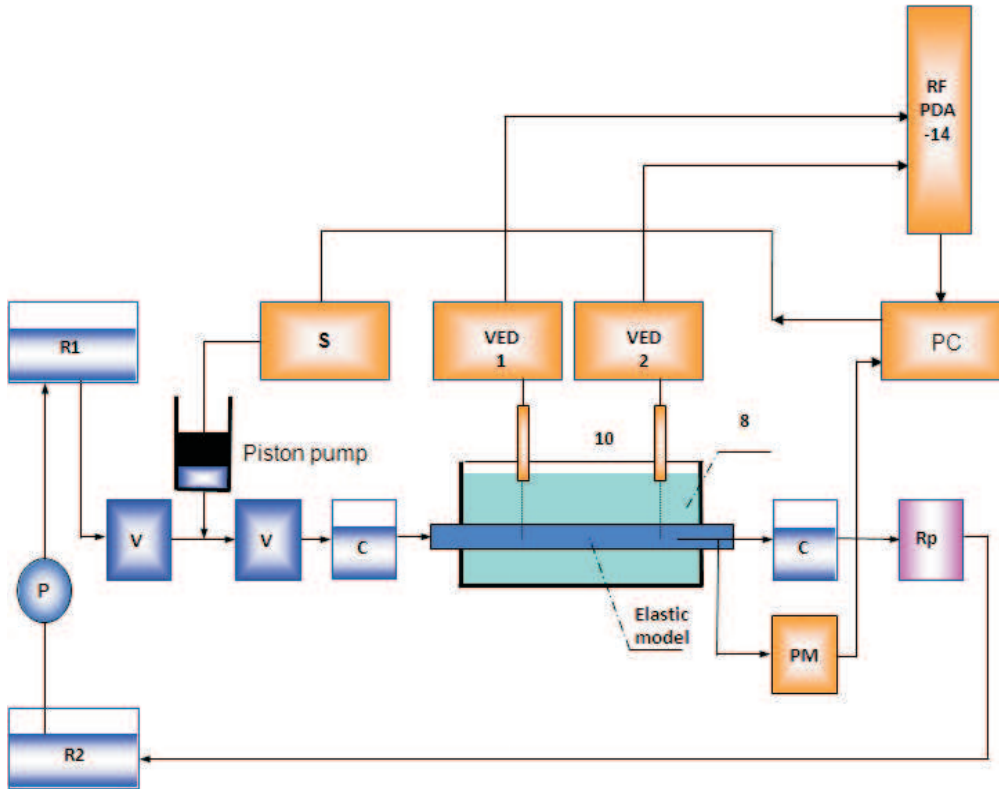 RF
PDA
-14
R1
S
VED
1
VED
2
PC
Piston pump
10
8
V
V
C
C
Rp
P
Elastic
model
PM
R2